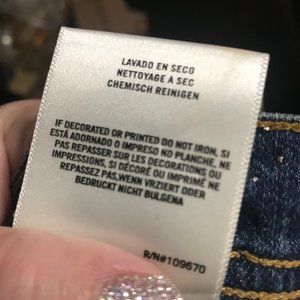 LAVADO EN SECO
NETTOYAGE A SEC
CHEMISCH REINIGEN
IF DECORATED OR PRINTED DO NOT IRON, SI
ESTÁ ADORNADO O IMPRESO NO PLANCHE, NE
PAS REPASSER SUR LES DECORATIONS OU
IMPRESSIONS, SI DÉCORÉ OU IMPRIMÉ NE
REPASSEZ PAS,WENN VRZIERT ODER
BEDRUCKT NICHT BULGENA
R/N#109670